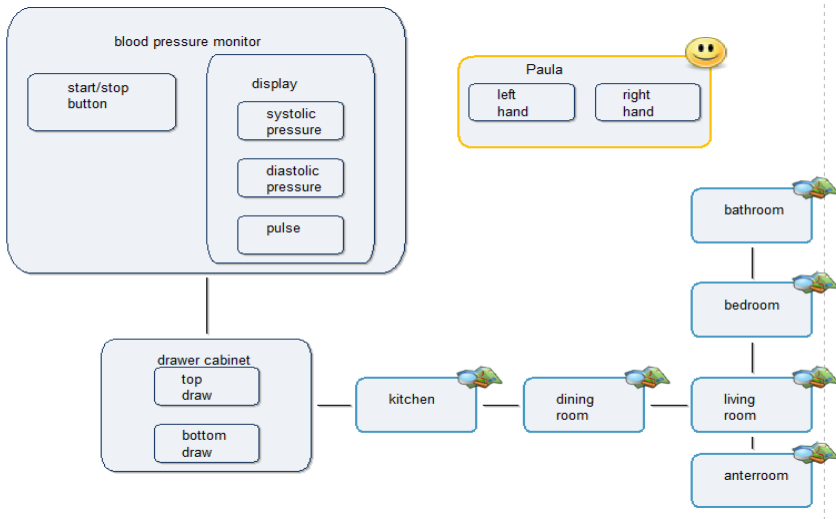 blood pressure monitor
start/stop
button
display
systolic
pressure
diastolic
pressure
pulse
Paula
left
hand
right
hand
bathroom
bedroom
drawer cabinet
top
draw
bottom
draw
kitchen
dining
room
living
room
anterroom